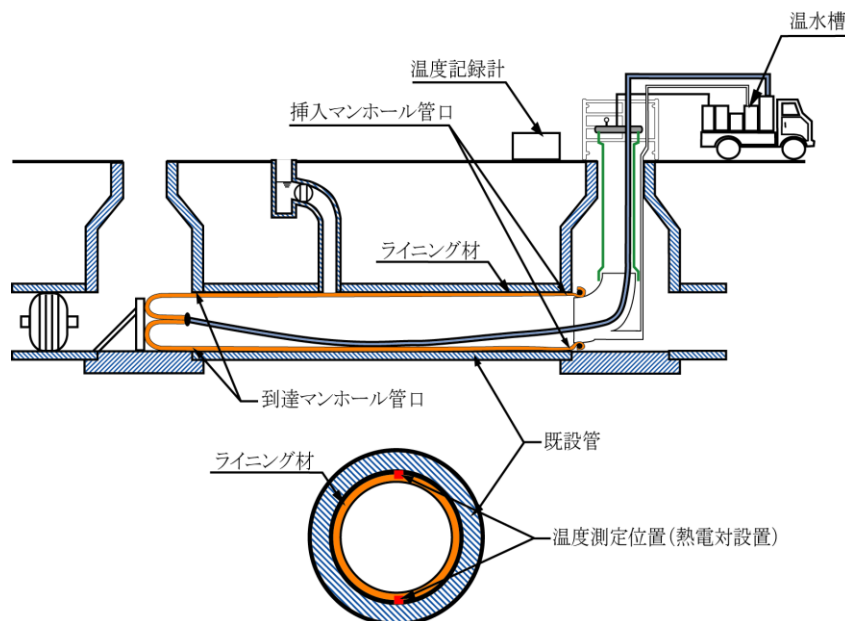 温水槽
温度記録計
挿入マンホール管口
ライニング材
到達マンホール管口
既設管
ライニング材
温度測定位置（熱電対設置）